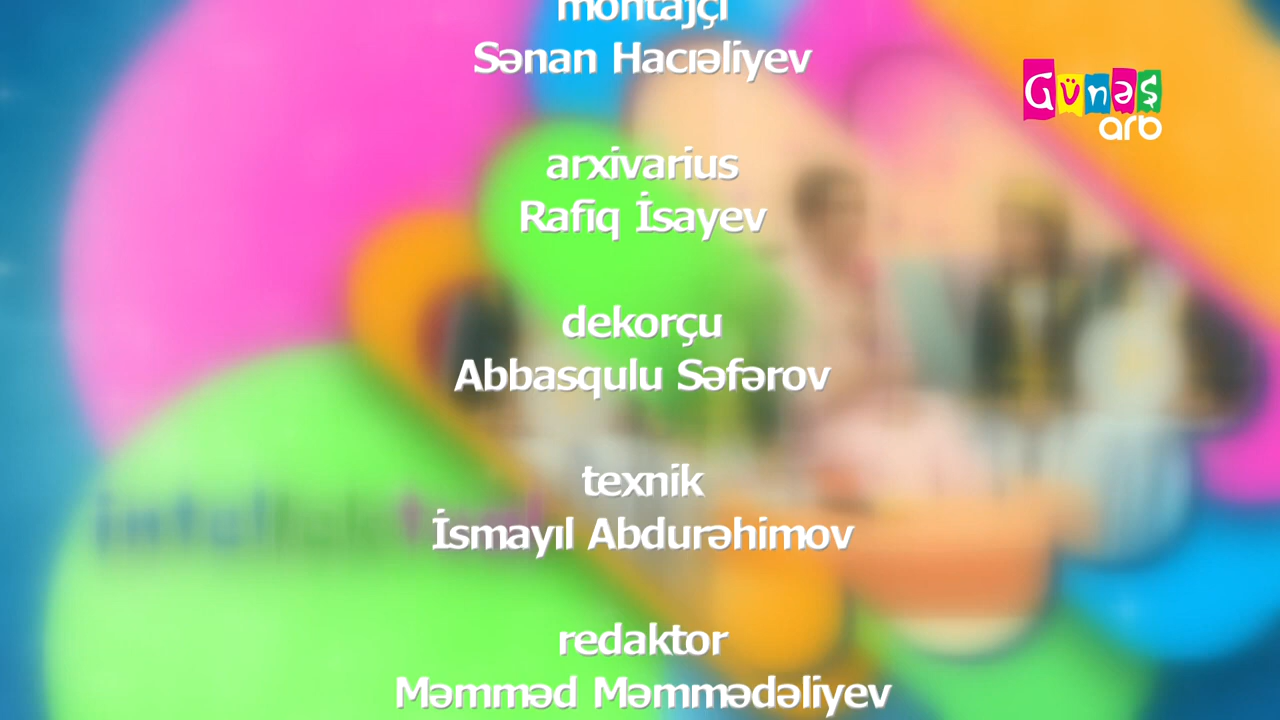 montajçı
Sənan Hacıəliyev
Günəş
arb
arxivarius
Rafiq İsayev
dekorçu
Abbasqulu Səfərov
texnik
İsmayıl Abdurəhimov
redaktor
Məmməd Məmmədəliyev